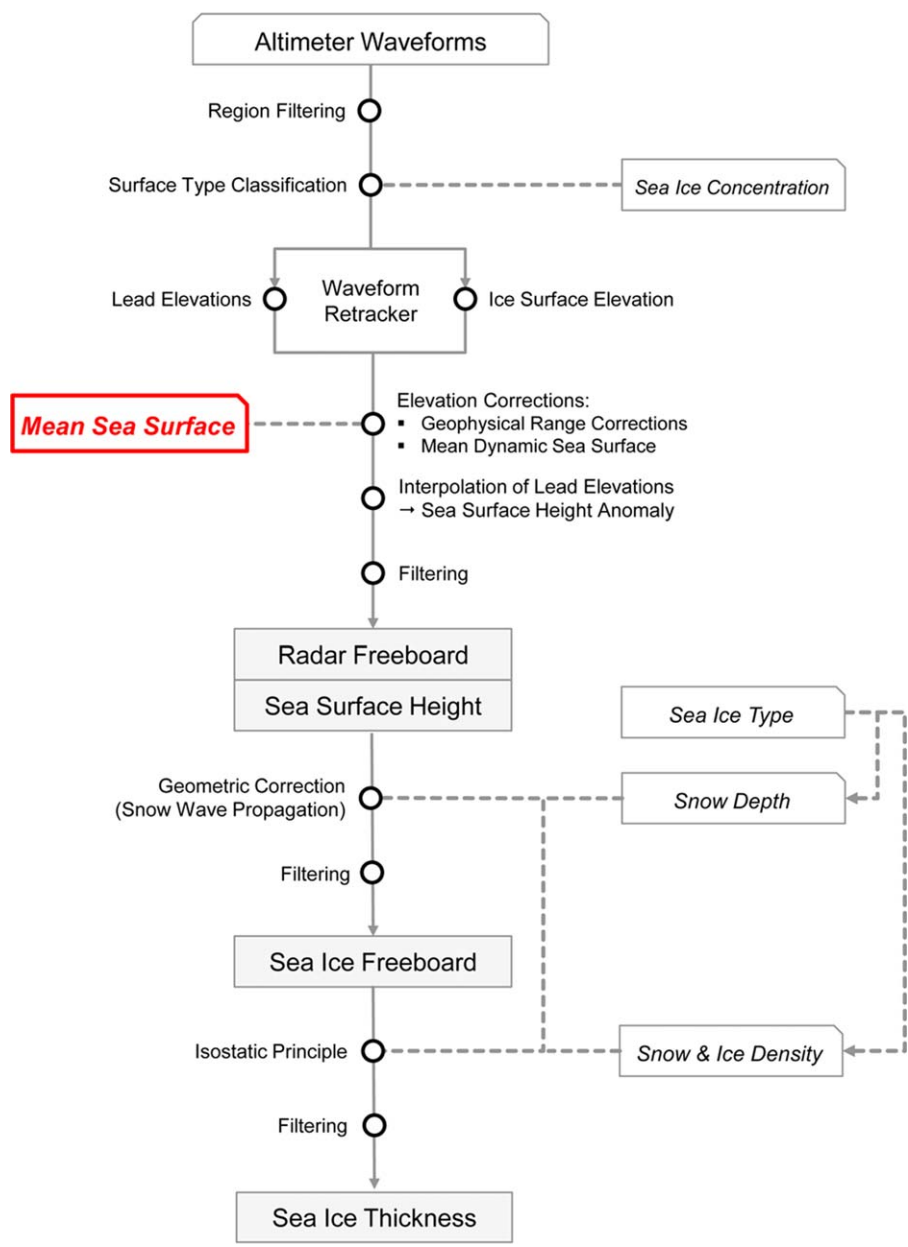 Altimeter Waveforms
Region Filtering
Surface Type Classification
Sea Ice Concentration
Lead Elevations
Waveform
Retracker
Ice Surface Elevation
Mean Sea Surface
Elevation Corrections:
▪ Geophysical Range Corrections
▪ Mean Dynamic Sea Surface
Interpolation of Lead Elevations
→ Sea Surface Height Anomaly
Filtering
Radar Freeboard
Sea Surface Height
Sea Ice Type
Geometric Correction
(Snow Wave Propagation)
Snow Depth
Filtering
Sea Ice Freeboard
Isostatic Principle
Snow & Ice Density
Filtering
Sea Ice Thickness